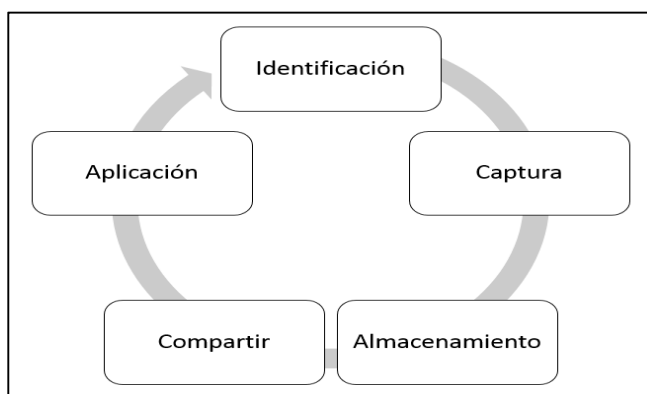 Identificación
Captura
Almacenamiento
Compartir
Aplicación